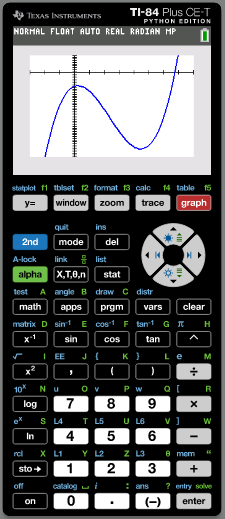 TEXAS INSTRUMENTS TI-84 Plus CE-T
PYTHON EDITION
NORMAL FLOAT AUTO REAL RADIAN MP
statplot f1 tblset f2 format f3 calc f4 table f5
y= window zoom trace graph
quit ins
2nd mode del
A-lock link list
alpha X,T,θ,n stat
test A angle B draw C distr
math apps prgm vars clear
matrix D sin⁻¹ E cos⁻¹ F tan⁻¹ G π H
x⁻¹ sin cos tan ^
√ I EE J { K } L e M
x² , ( ) ÷
10ˣ N u O v P w Q [ R
log 7 8 9 ×
eˣ S L4 T L5 U L6 V ] W
ln 4 5 6 −
rcl X L1 Y L2 Z L3 θ mem "
sto→ 1 2 3 +
off catalog ␣ i : ans ? entry solve
on 0 . (−) enter